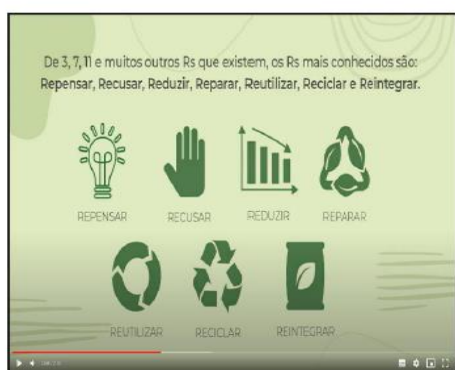 De 3, 7, 11 e muitos outros Rs que existem, os Rs mais conhecidos são:
Repensar, Recusar, Reduzir, Reparar, Reutilizar, Reciclar e Reintegrar.
REPENSAR
RECUSAR
REDUZIR
REPARAR
REUTILIZAR
RECICLAR
REINTEGRAR